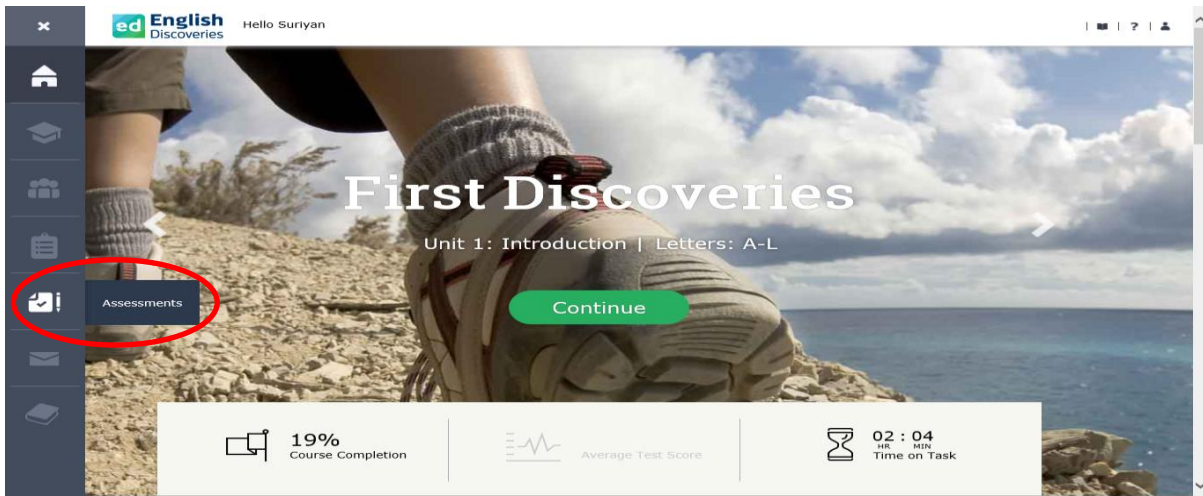 ed English Discoveries
Hello Suriyan
| | ? |
First Discoveries
Unit 1: Introduction | Letters: A-L
Continue
Assessments
19%
Course Completion
Average Test Score
02 : 04
HR MIN
Time on Task